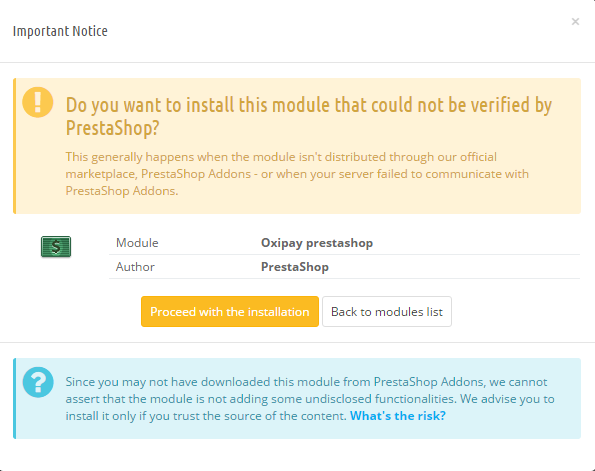 Important Notice
×
Do you want to install this module that could not be verified by
PrestaShop?
This generally happens when the module isn't distributed through our official
marketplace, PrestaShop Addons - or when your server failed to communicate with
PrestaShop Addons.
Module Oxipay prestashop
Author PrestaShop
Proceed with the installation Back to modules list
Since you may not have downloaded this module from PrestaShop Addons, we cannot
assert that the module is not adding some undisclosed functionalities. We advise you to
install it only if you trust the source of the content. What's the risk?